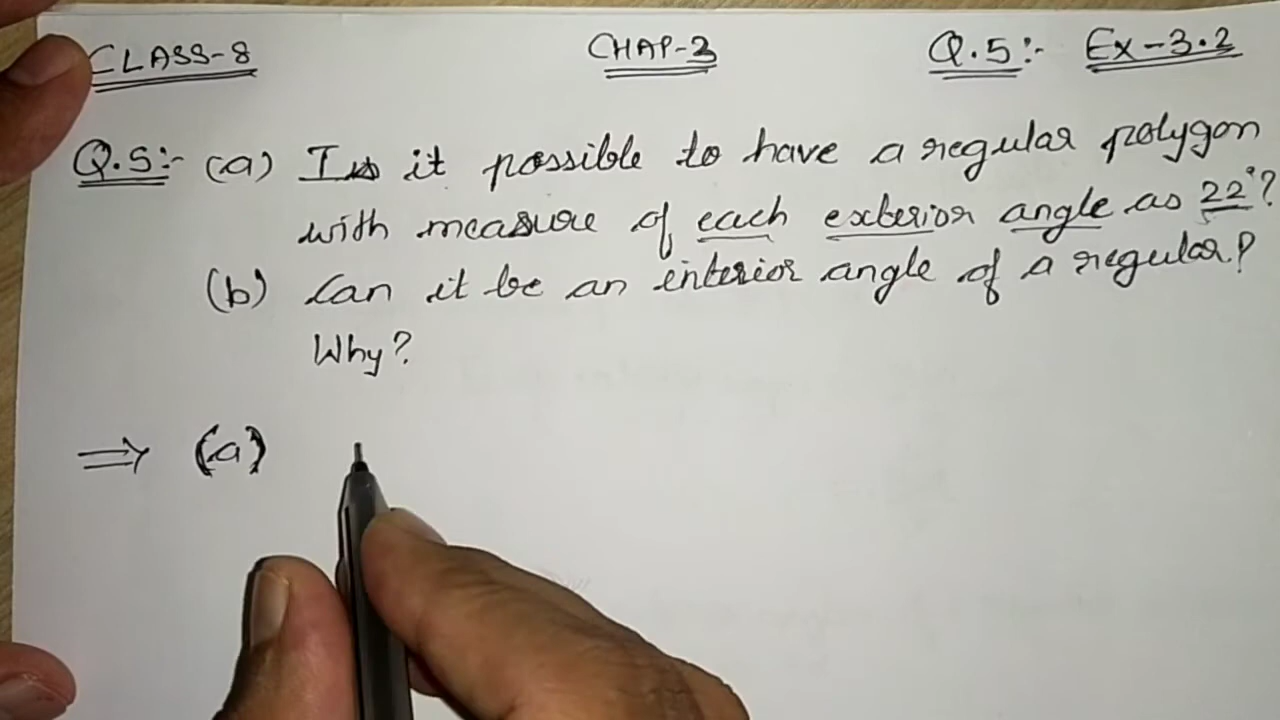 CLASS-8 CHAP-3 Q.5:- Ex-3.2
Q.5:- (a) Is it possible to have a regular polygon
with measure of each exterior angle as 22°?
(b) Can it be an interior angle of a regular.?
Why?
⇒ (a)